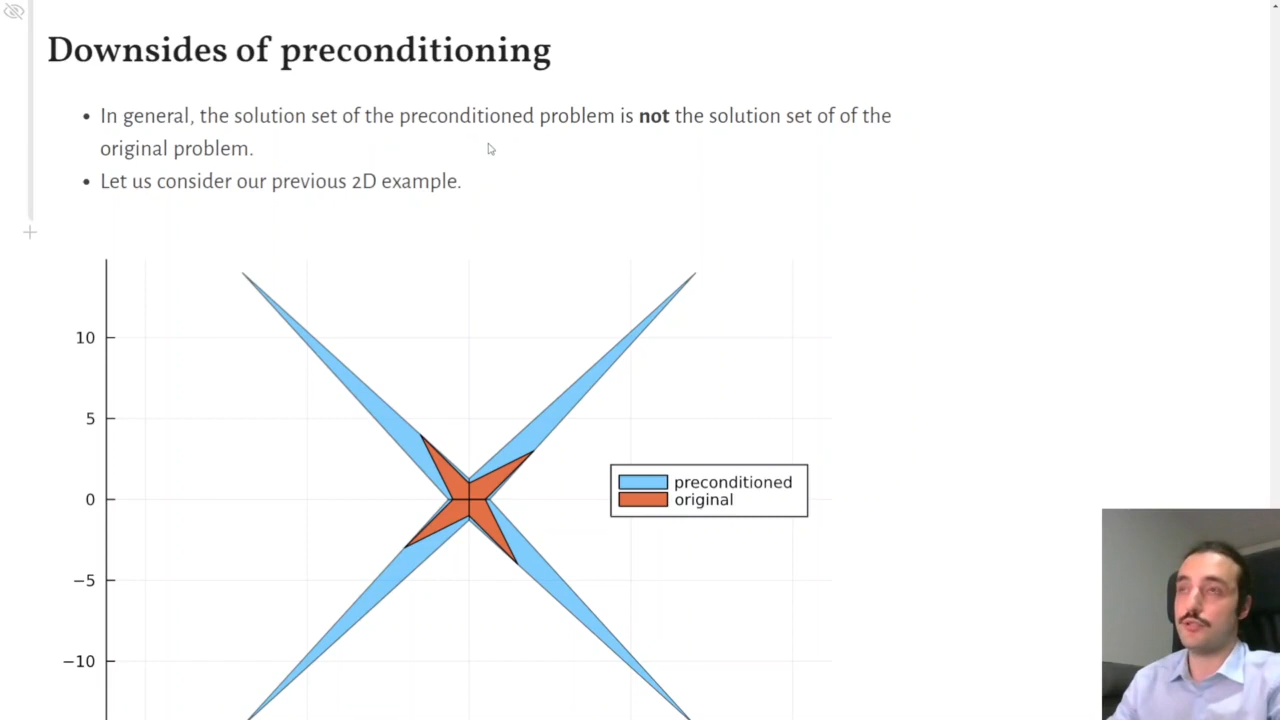 Downsides of preconditioning
• In general, the solution set of the preconditioned problem is not the solution set of of the
original problem.
• Let us consider our previous 2D example.
10
5
preconditioned
0
original
−5
−10